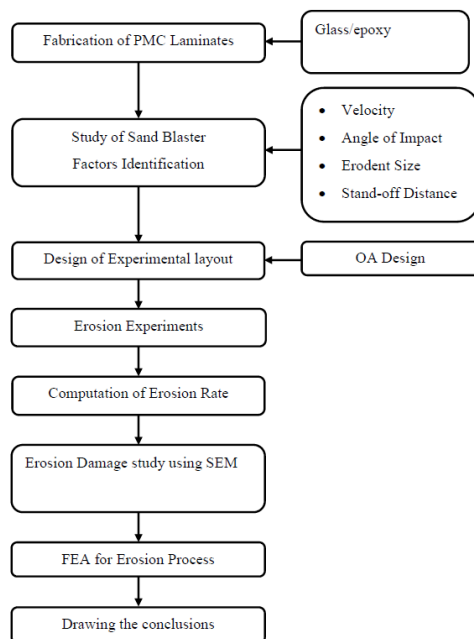 Fabrication of PMC Laminates
Glass/epoxy
Study of Sand Blaster
Factors Identification
• Velocity
• Angle of Impact
• Erodent Size
• Stand-off Distance
Design of Experimental layout
OA Design
Erosion Experiments
Computation of Erosion Rate
Erosion Damage study using SEM
FEA for Erosion Process
Drawing the conclusions